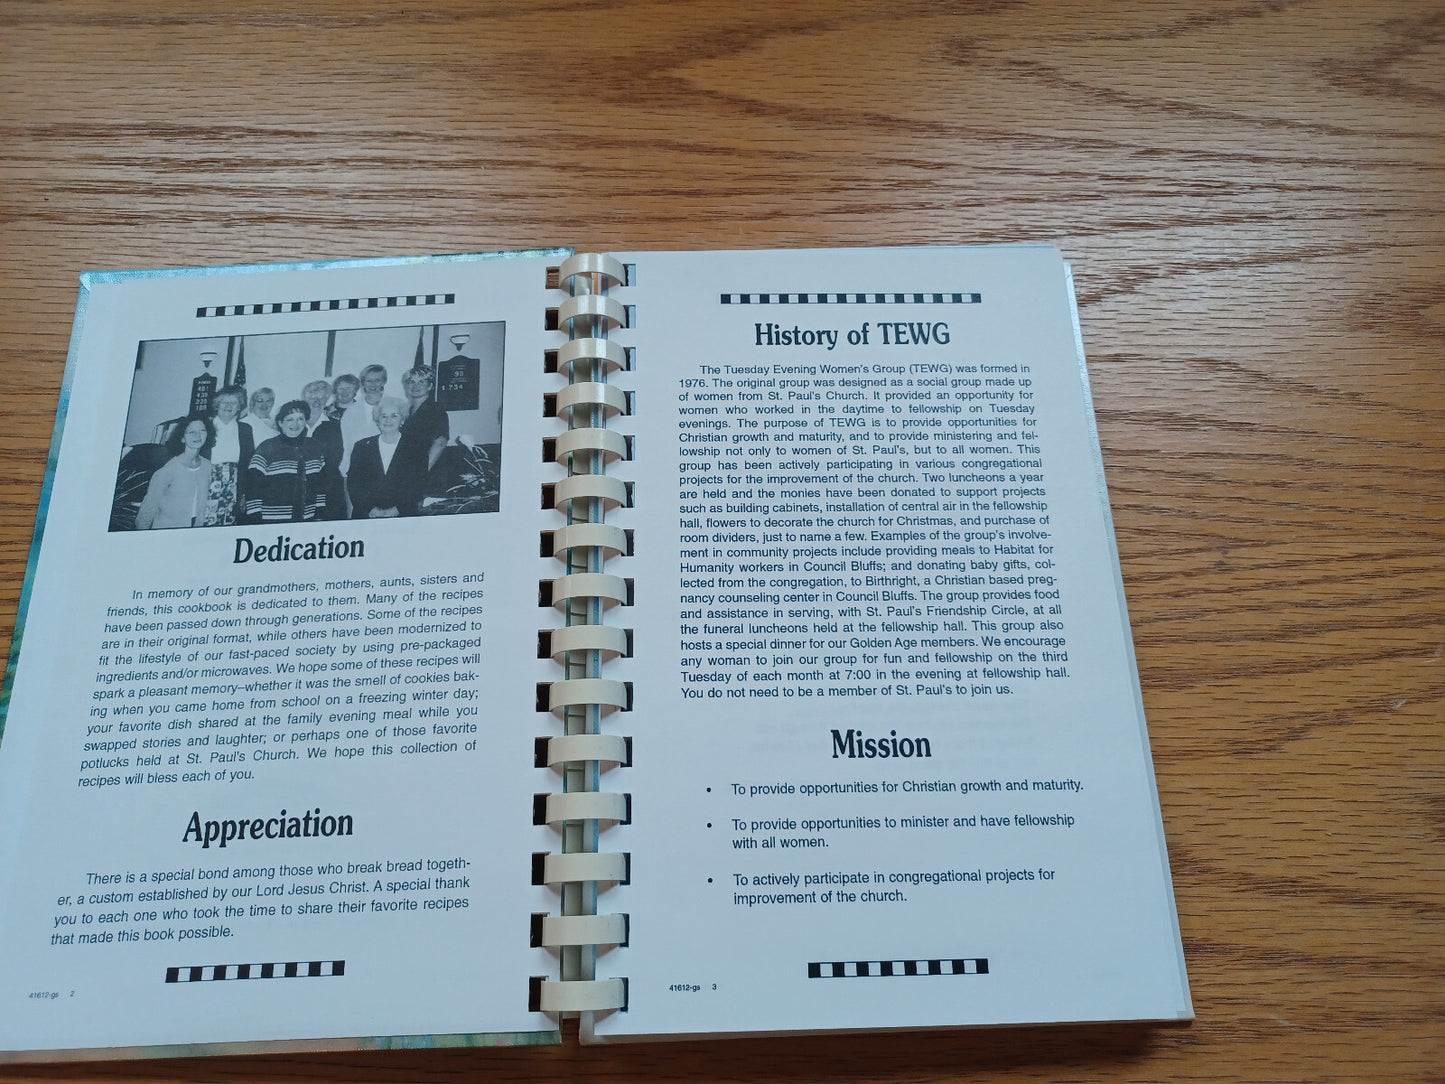 90
$ 734
Dedication
In memory of our grandmothers, mothers, aunts, sisters and
friends, this cookbook is dedicated to them. Many of the recipes
have been passed down through generations. Some of the recipes
are in their original format, while others have been modernized to
fit the lifestyle of our fast-paced society by using pre-packaged
ingredients and/or microwaves. We hope some of these recipes will
spark a pleasant memory–whether it was the smell of cookies bak-
ing when you came home from school on a freezing winter day;
your favorite dish shared at the family evening meal while you
swapped stories and laughter; or perhaps one of those favorite
potlucks held at St. Paul's Church. We hope this collection of
recipes will bless each of you.
Appreciation
There is a special bond among those who break bread togeth-
er, a custom established by our Lord Jesus Christ. A special thank
you to each one who took the time to share their favorite recipes
that made this book possible.
41612-gs 2
History of TEWG
The Tuesday Evening Women's Group (TEWG) was formed in
1976. The original group was designed as a social group made up
of women from St. Paul's Church. It provided an opportunity for
women who worked in the daytime to fellowship on Tuesday
evenings. The purpose of TEWG is to provide opportunities for
Christian growth and maturity, and to provide ministering and fel-
lowship not only to women of St. Paul's, but to all women. This
group has been actively participating in various congregational
projects for the improvement of the church. Two luncheons a year
are held and the monies have been donated to support projects
such as building cabinets, installation of central air in the fellowship
hall, flowers to decorate the church for Christmas, and purchase of
room dividers, just to name a few. Examples of the group's involve-
ment in community projects include providing meals to Habitat for
Humanity workers in Council Bluffs; and donating baby gifts, col-
lected from the congregation, to Birthright, a Christian based preg-
nancy counseling center in Council Bluffs. The group provides food
and assistance in serving, with St. Paul's Friendship Circle, at all
the funeral luncheons held at the fellowship hall. This group also
hosts a special dinner for our Golden Age members. We encourage
any woman to join our group for fun and fellowship on the third
Tuesday of each month at 7:00 in the evening at fellowship hall.
You do not need to be a member of St. Paul's to join us.
Mission
• To provide opportunities for Christian growth and maturity.
• To provide opportunities to minister and have fellowship
with all women.
• To actively participate in congregational projects for
improvement of the church.
41612-gs 3